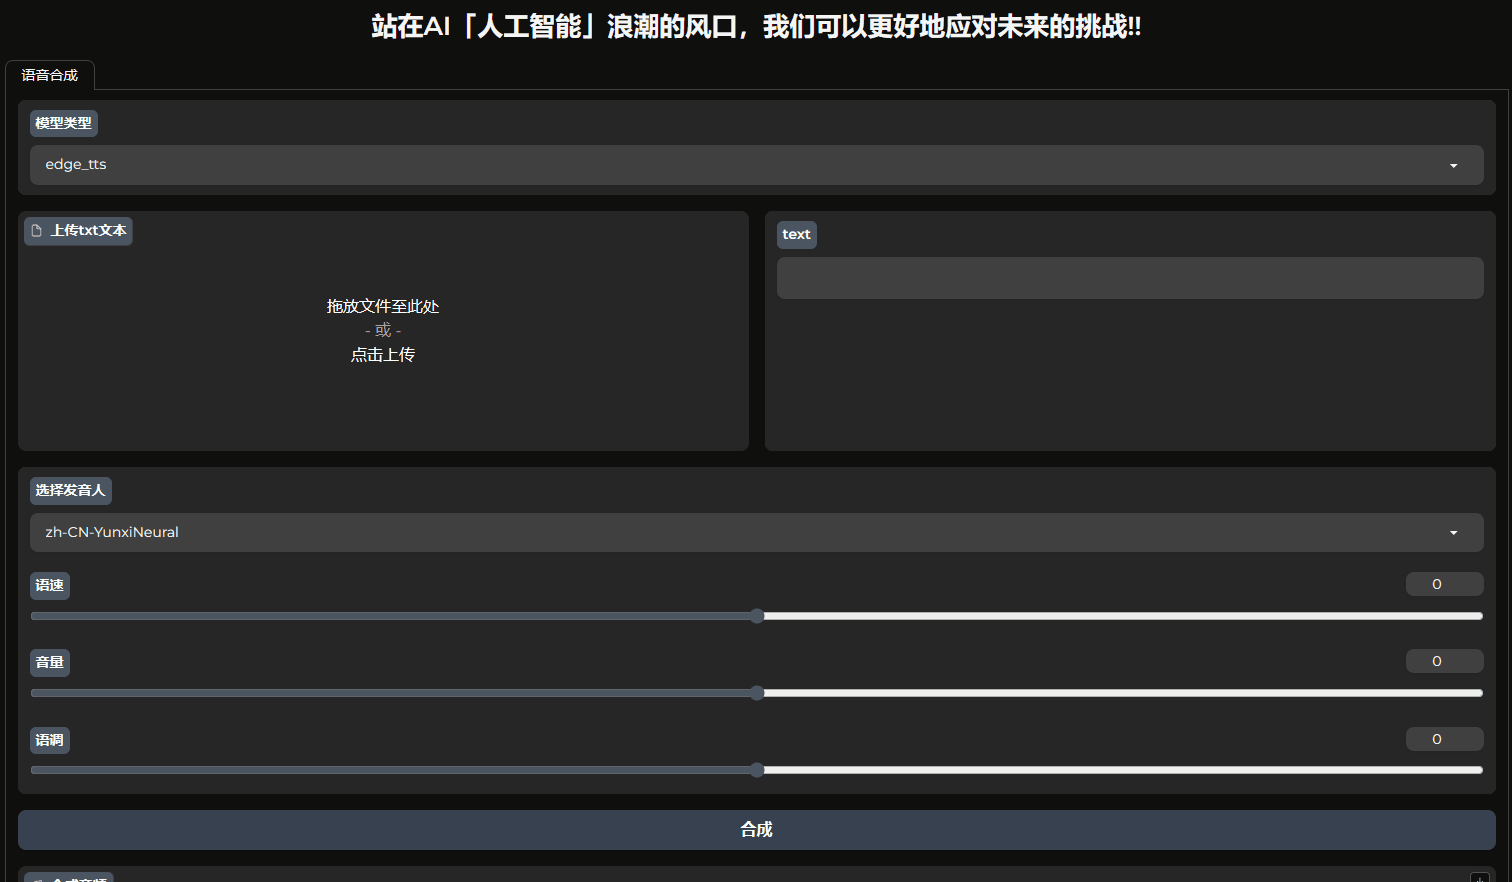 站在AI「人工智能」浪潮的风口，我们可以更好地应对未来的挑战!!
语音合成
模型类型
edge_tts
上传txt文本
拖放文件至此处
- 或 -
点击上传
text
选择发音人
zh-CN-YunxiNeural
语速
0
音量
0
语调
0
合成